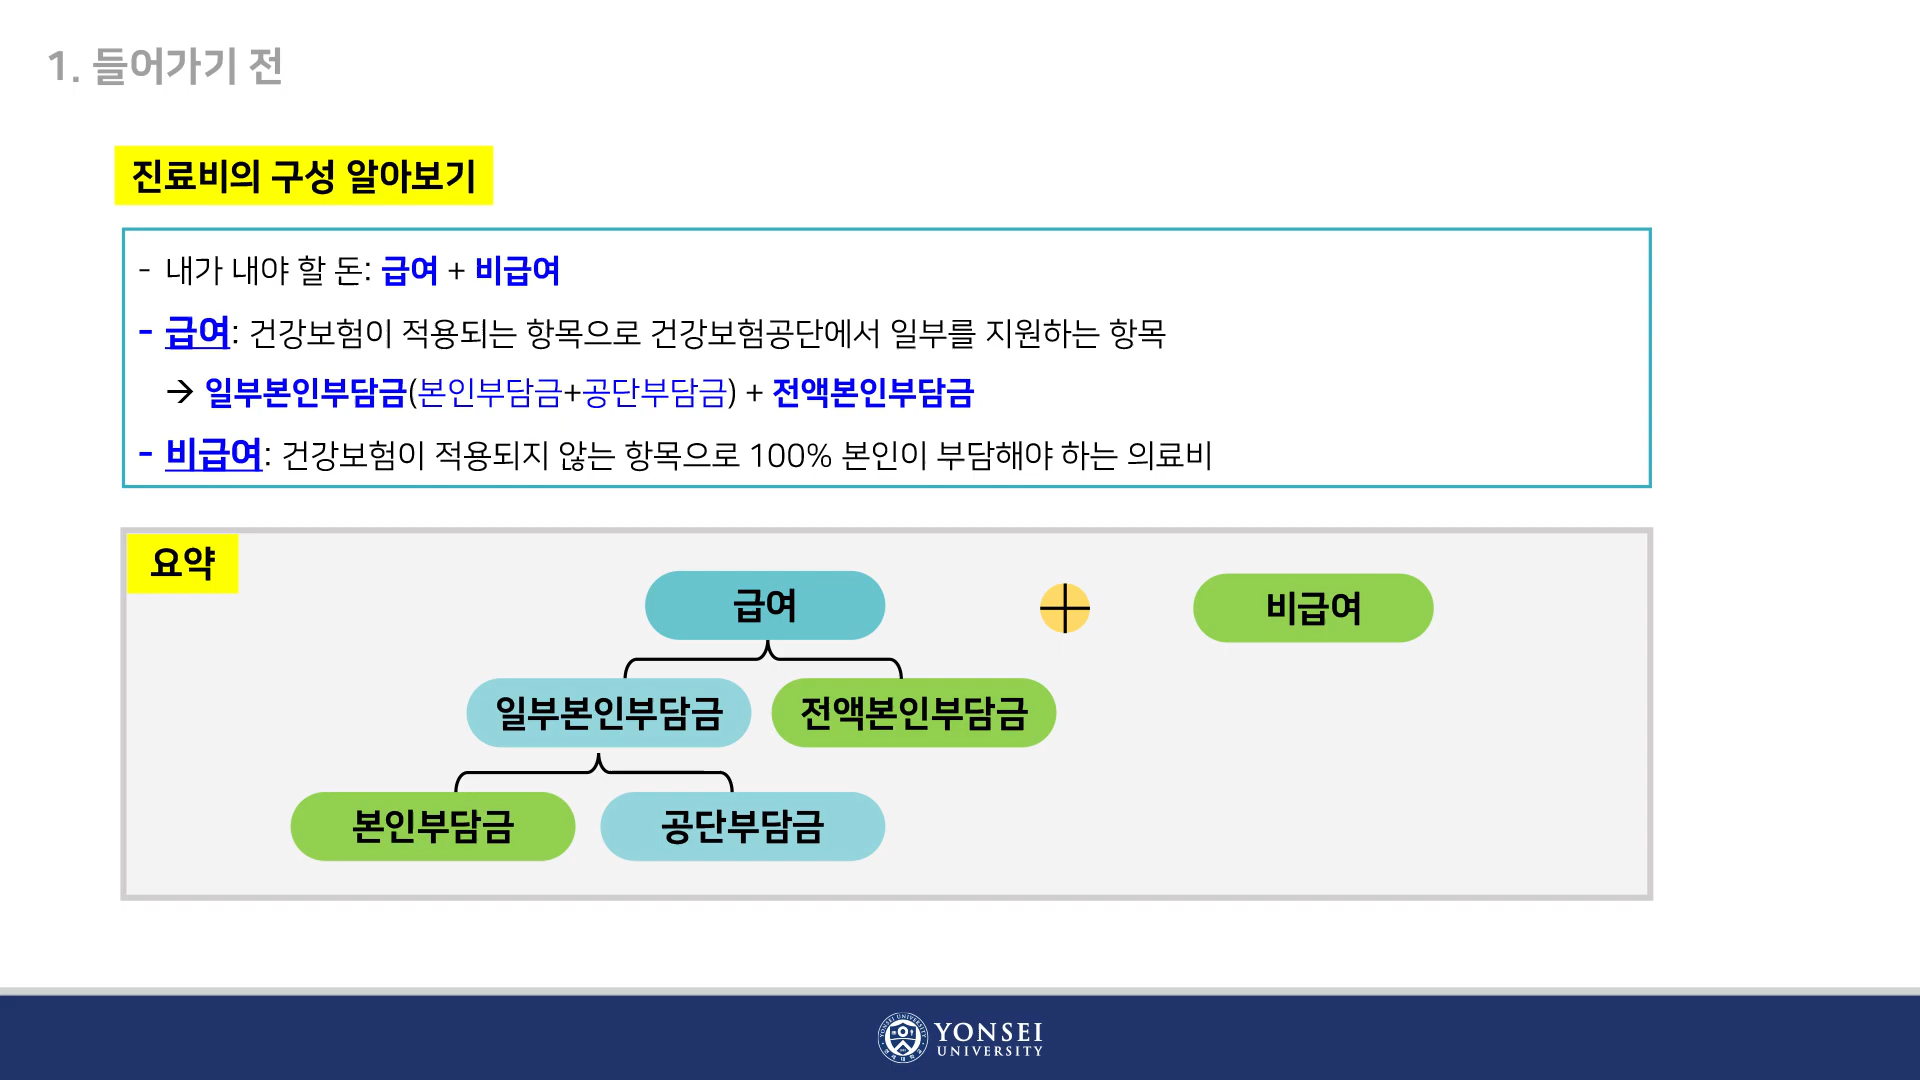 1. 들어가기 전
진료비의 구성 알아보기
- 내가 내야 할 돈: 급여 + 비급여
- 급여: 건강보험이 적용되는 항목으로 건강보험공단에서 일부를 지원하는 항목
→ 일부본인부담금(본인부담금+공단부담금) + 전액본인부담금
- 비급여: 건강보험이 적용되지 않는 항목으로 100% 본인이 부담해야 하는 의료비
요약
급여
비급여
일부본인부담금
전액본인부담금
본인부담금
공단부담금
YONSEI
UNIVERSITY